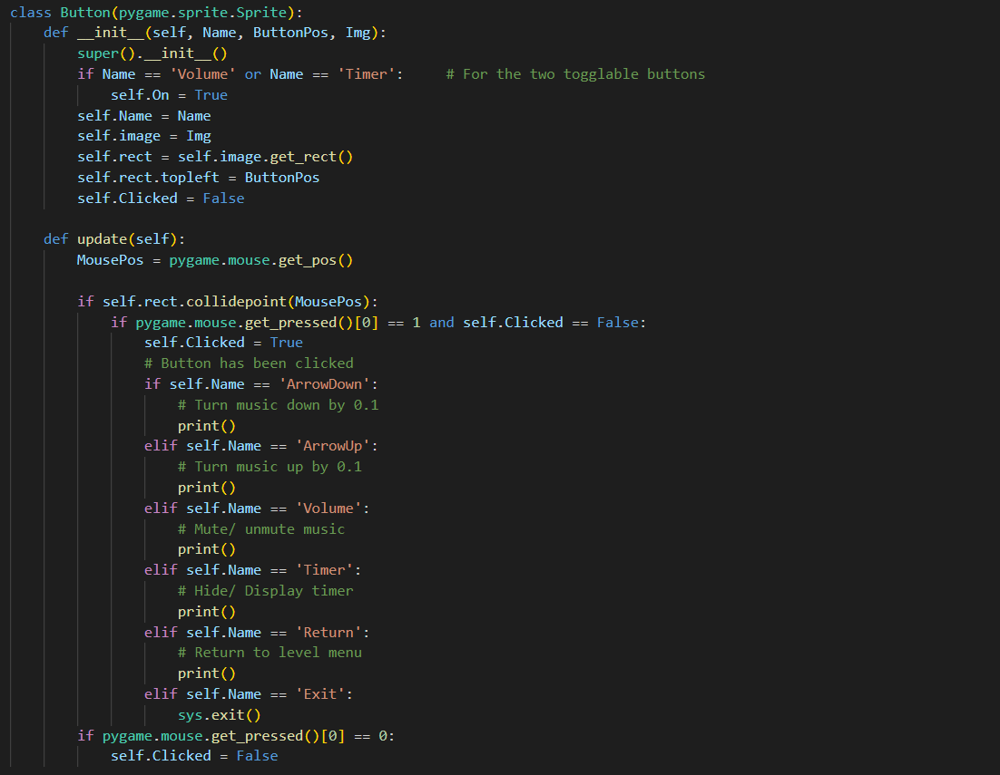 class Button(pygame.sprite.Sprite):
    def __init__(self, Name, ButtonPos, Img):
        super().__init__()
        if Name == 'Volume' or Name == 'Timer':     # For the two togglable buttons
            self.On = True
        self.Name = Name
        self.image = Img
        self.rect = self.image.get_rect()
        self.rect.topleft = ButtonPos
        self.Clicked = False

    def update(self):
        MousePos = pygame.mouse.get_pos()

        if self.rect.collidepoint(MousePos):
            if pygame.mouse.get_pressed()[0] == 1 and self.Clicked == False:
                self.Clicked = True
                # Button has been clicked
                if self.Name == 'ArrowDown':
                    # Turn music down by 0.1
                    print()
                elif self.Name == 'ArrowUp':
                    # Turn music up by 0.1
                    print()
                elif self.Name == 'Volume':
                    # Mute/ unmute music
                    print()
                elif self.Name == 'Timer':
                    # Hide/ Display timer
                    print()
                elif self.Name == 'Return':
                    # Return to level menu
                    print()
                elif self.Name == 'Exit':
                    sys.exit()
        if pygame.mouse.get_pressed()[0] == 0:
            self.Clicked = False